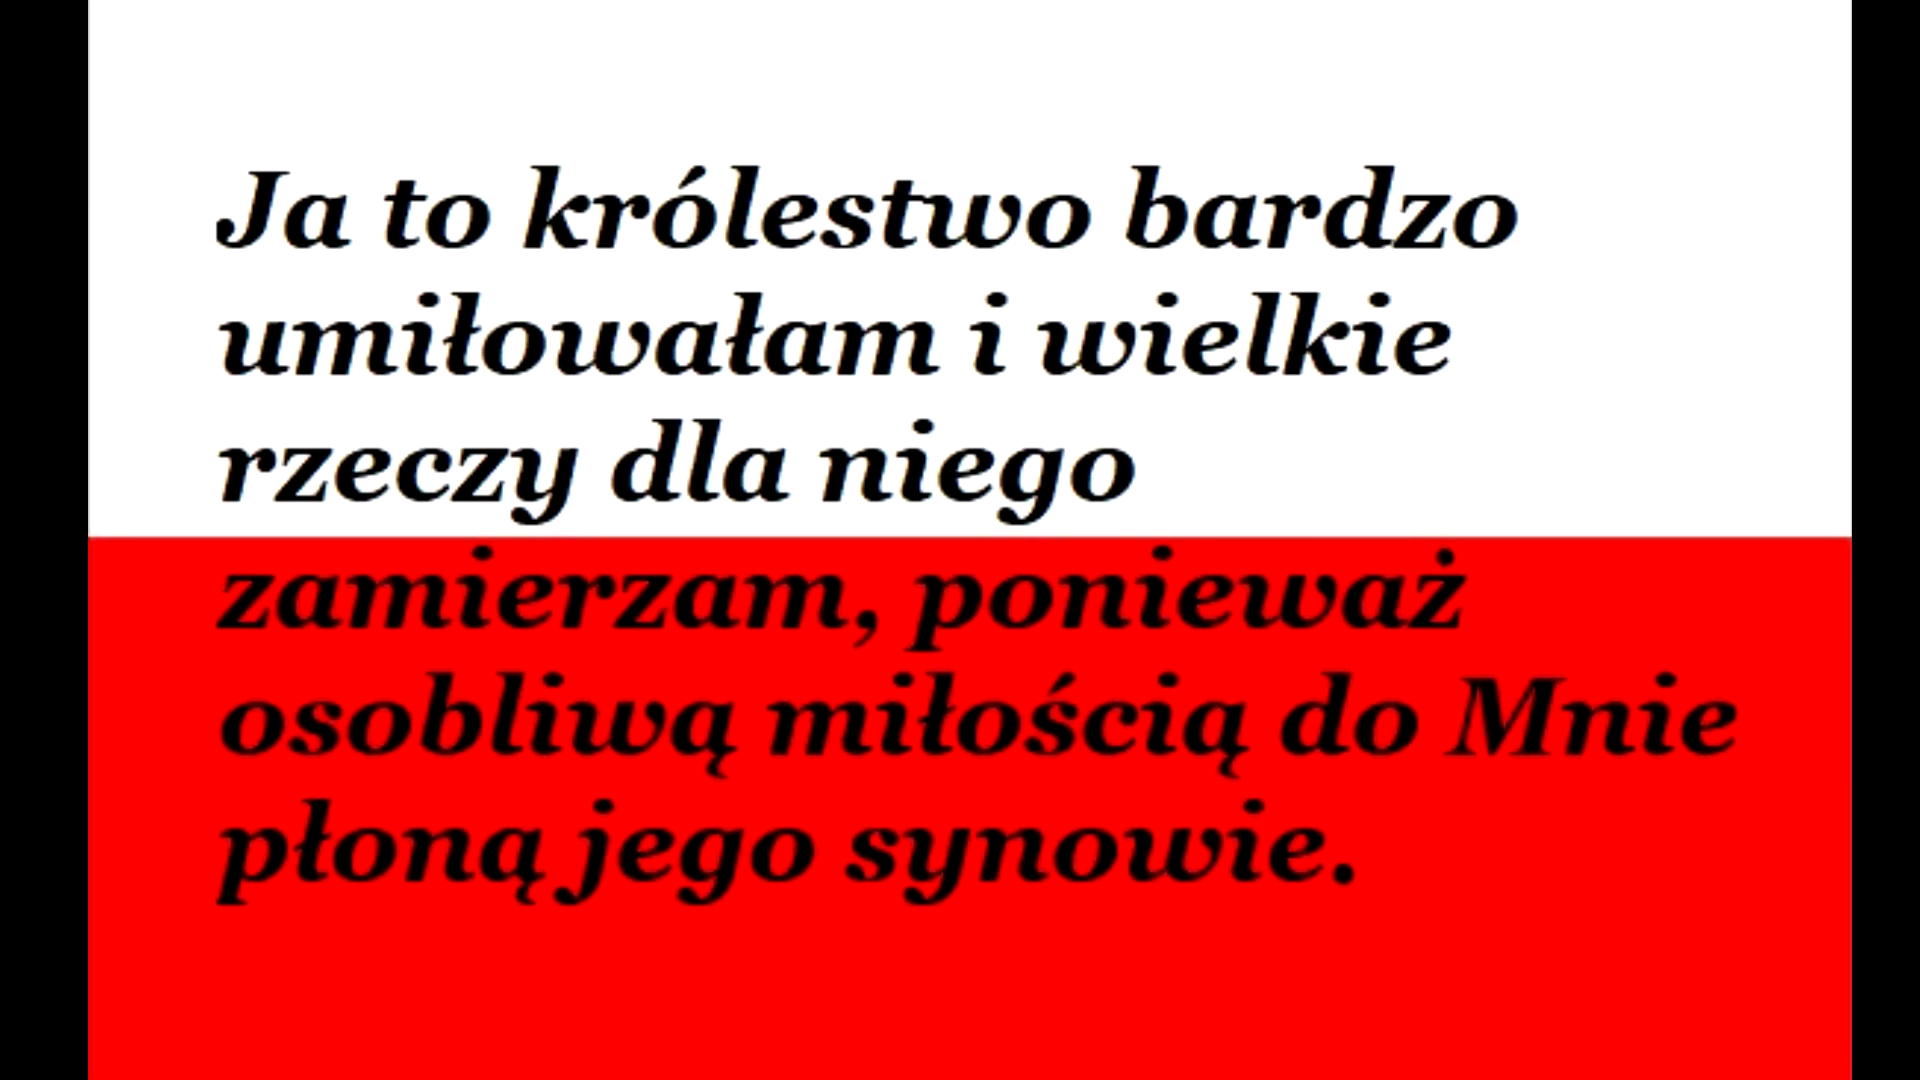 Ja to królestwo bardzo
umiłowałam i wielkie
rzeczy dla niego
zamierzam, ponieważ
osobliwą miłością do Mnie
płoną jego synowie.